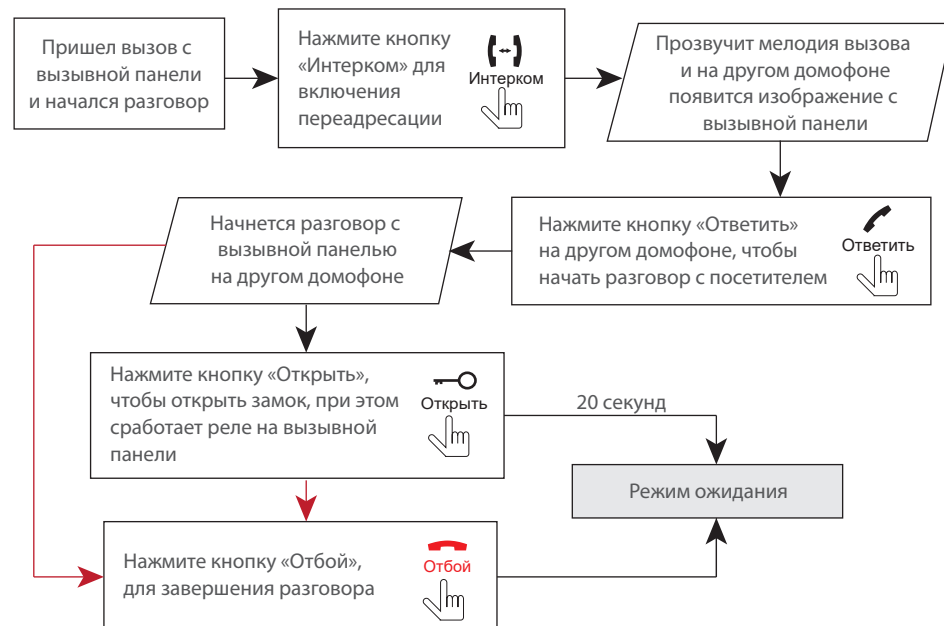 Пришел вызов с
вызывной панели
и начался разговор
Нажмите кнопку
«Интерком» для
включения
переадресации
Интерком
Прозвучит мелодия вызова
и на другом домофоне
появится изображение с
вызывной панели
Нажмите кнопку «Ответить»
на другом домофоне, чтобы
начать разговор с посетителем
Ответить
Начнется разговор с
вызывной панелью
на другом домофоне
Нажмите кнопку «Открыть»,
чтобы открыть замок, при этом
сработает реле на вызывной
панели
Открыть
20 секунд
Режим ожидания
Нажмите кнопку «Отбой»,
для завершения разговора
Отбой